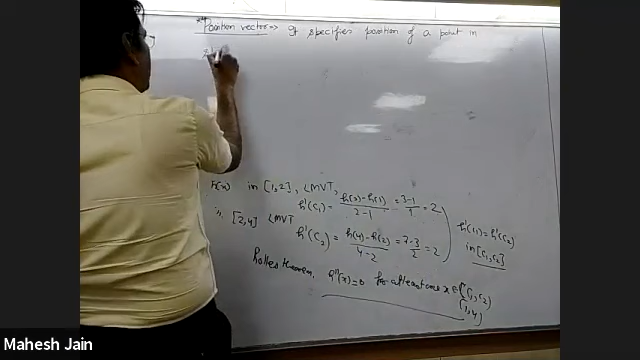 Position vector => It specifies position of a point in
h(x) in [1,2], LMVT,
h'(C₁) = h(2)-h(1)/2-1 = 3-1/1 = 2
[2,4] LMVT
h'(C₂) = h(4)-h(2)/4-2 = 7-3/2 = 2
h'(c₁) = h'(c₂)
in [C₁,C₂]
Rolles theorem, h''(x)=0 for atleast one x ∈ (C₁,C₂)
(1,4)
Mahesh Jain